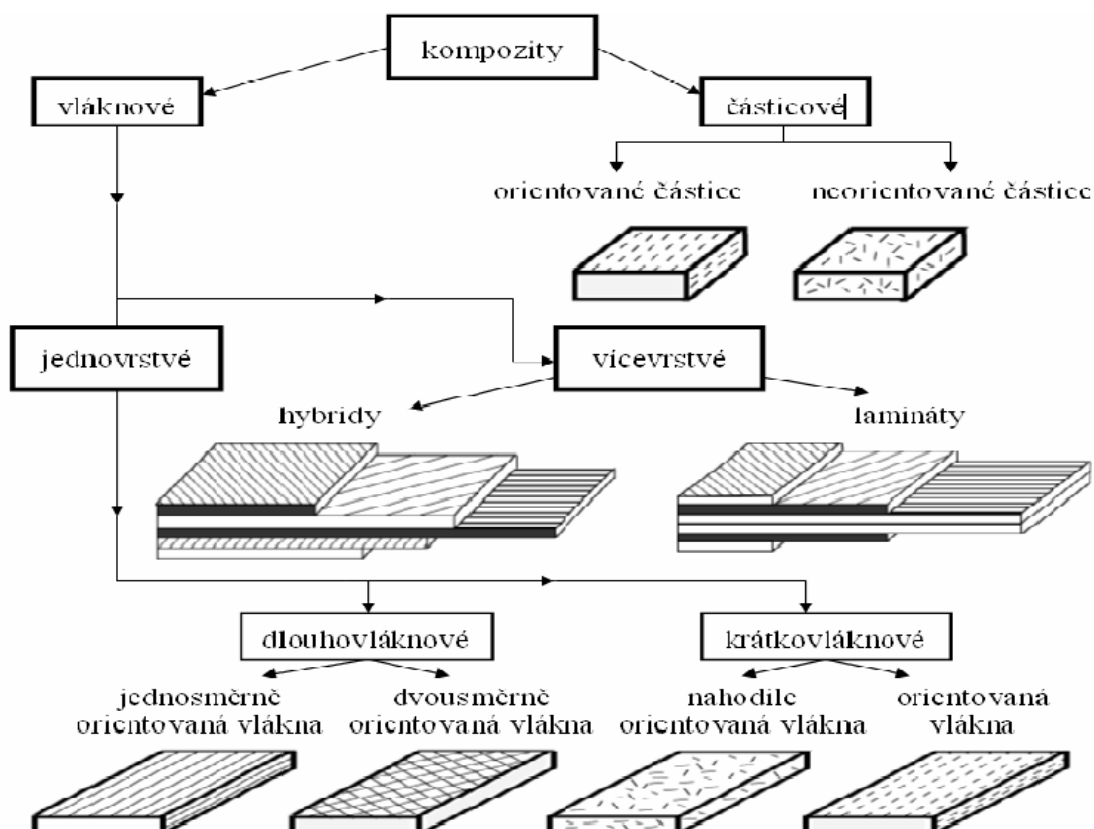 kompozity
vláknové
částicové
orientované částice
neorientované částice
jednovrstvé
vícevrstvé
hybridy
lamináty
dlouhovláknové
krátkovláknové
jednosměrně
orientovaná vlákna
dvousměrně
orientovaná vlákna
nahodile
orientovaná vlákna
orientovaná
vlákna